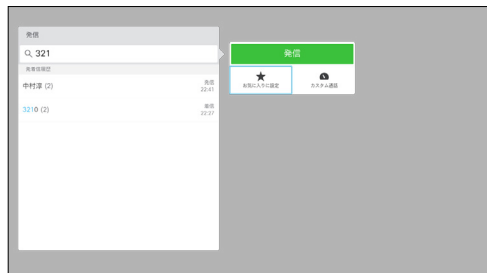 発信
321
発着信履歴
中村淳 (2)
発信
22:41
3210 (2)
着信
22:37
発信
お気に入りに設定
カスタム通話